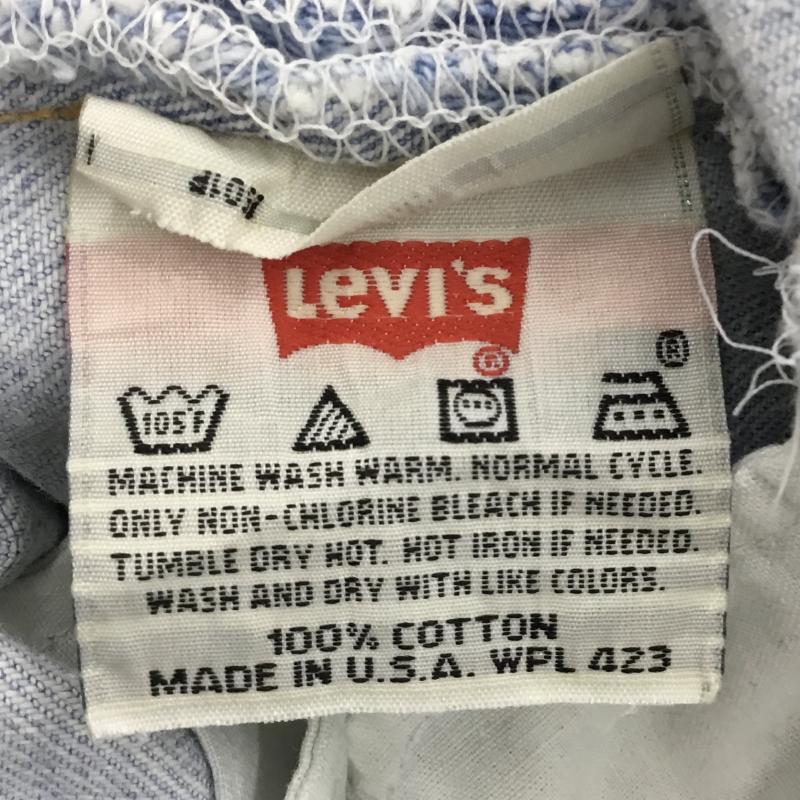 LEVI'S
®
®
105°F
MACHINE WASH WARM. NORMAL CYCLE.
ONLY NON-CHLORINE BLEACH IF NEEDED.
TUMBLE DRY HOT. HOT IRON IF NEEDED.
WASH AND DRY WITH LIKE COLORS.
100% COTTON
MADE IN U.S.A. WPL 423